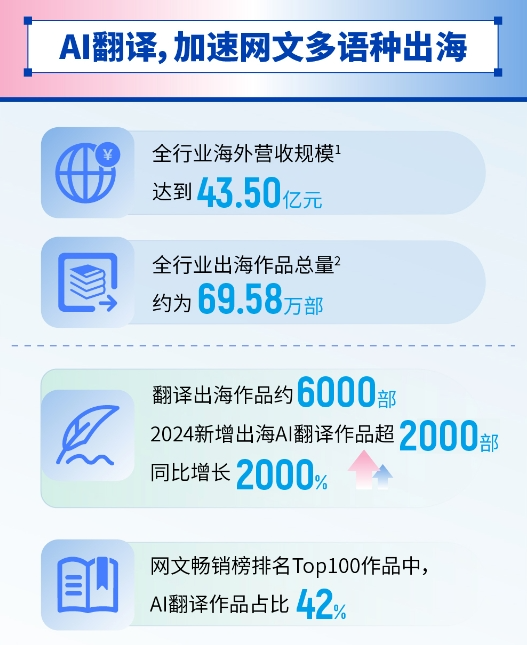 AI翻译,加速网文多语种出海
¥
全行业海外营收规模¹
达到43.50亿元
全行业出海作品总量²
约为69.58万部
翻译出海作品约6000部
2024新增出海AI翻译作品超2000部
同比增长2000%
网文畅销榜排名Top100作品中,
AI翻译作品占比42%